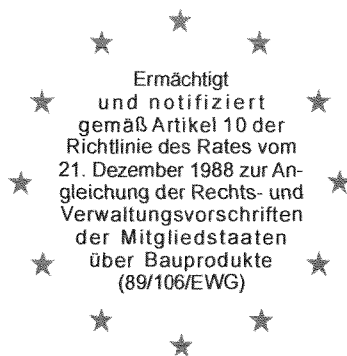 Ermächtigt
und notifiziert
gemäß Artikel 10 der
Richtlinie des Rates vom
21. Dezember 1988 zur An-
gleichung der Rechts- und
Verwaltungsvorschriften
der Mitgliedstaaten
über Bauprodukte
(89/106/EWG)